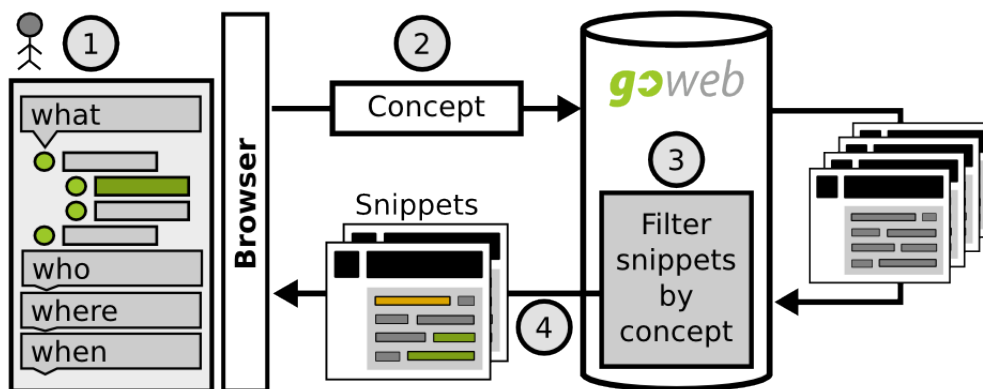 1
2
what
Concept
goweb
3
Browser
Snippets
Filter
snippets
by
concept
who
where
when
4